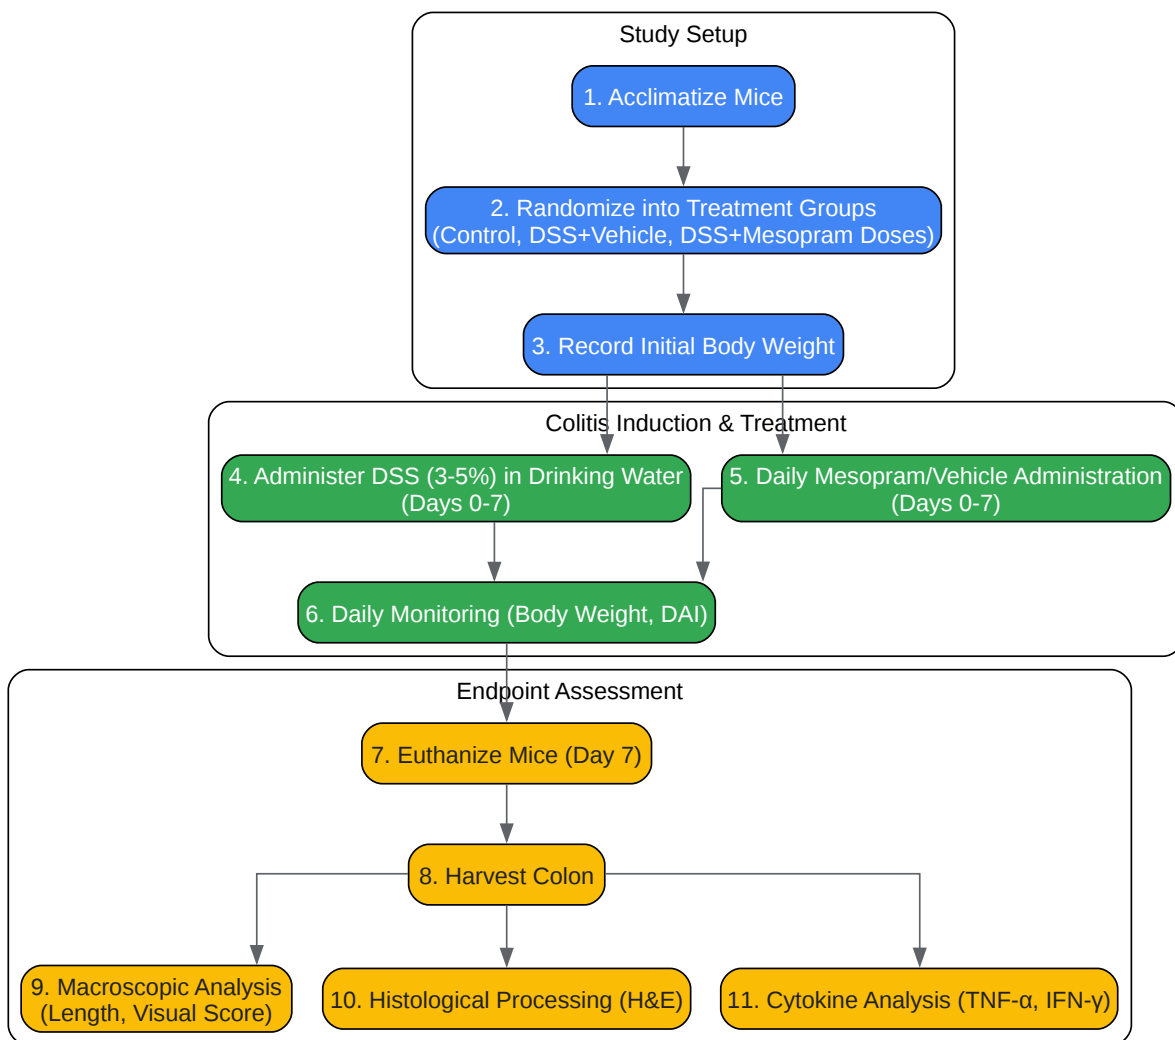 Study Setup
1. Acclimatize Mice
2. Randomize into Treatment Groups
(Control, DSS+Vehicle, DSS+Mesopram Doses)
3. Record Initial Body Weight
Colitis Induction & Treatment
4. Administer DSS (3-5%) in Drinking Water
(Days 0-7)
5. Daily Mesopram/Vehicle Administration
(Days 0-7)
6. Daily Monitoring (Body Weight, DAI)
Endpoint Assessment
7. Euthanize Mice (Day 7)
8. Harvest Colon
9. Macroscopic Analysis
(Length, Visual Score)
10. Histological Processing (H&E)
11. Cytokine Analysis (TNF-α, IFN-γ)